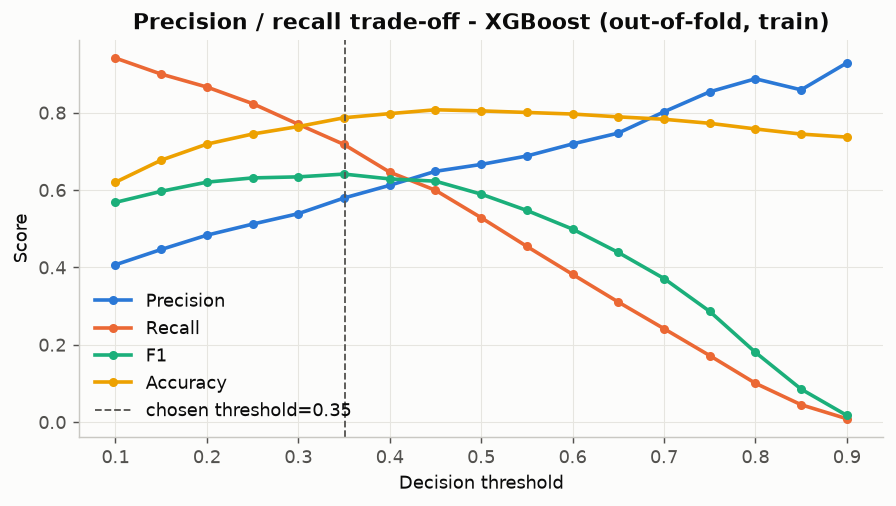 Precision / recall trade-off - XGBoost (out-of-fold, train)
Score
0.8
0.6
0.4
0.2
0.0
Precision
Recall
F1
Accuracy
chosen threshold=0.35
0.1 0.2 0.3 0.4 0.5 0.6 0.7 0.8 0.9
Decision threshold